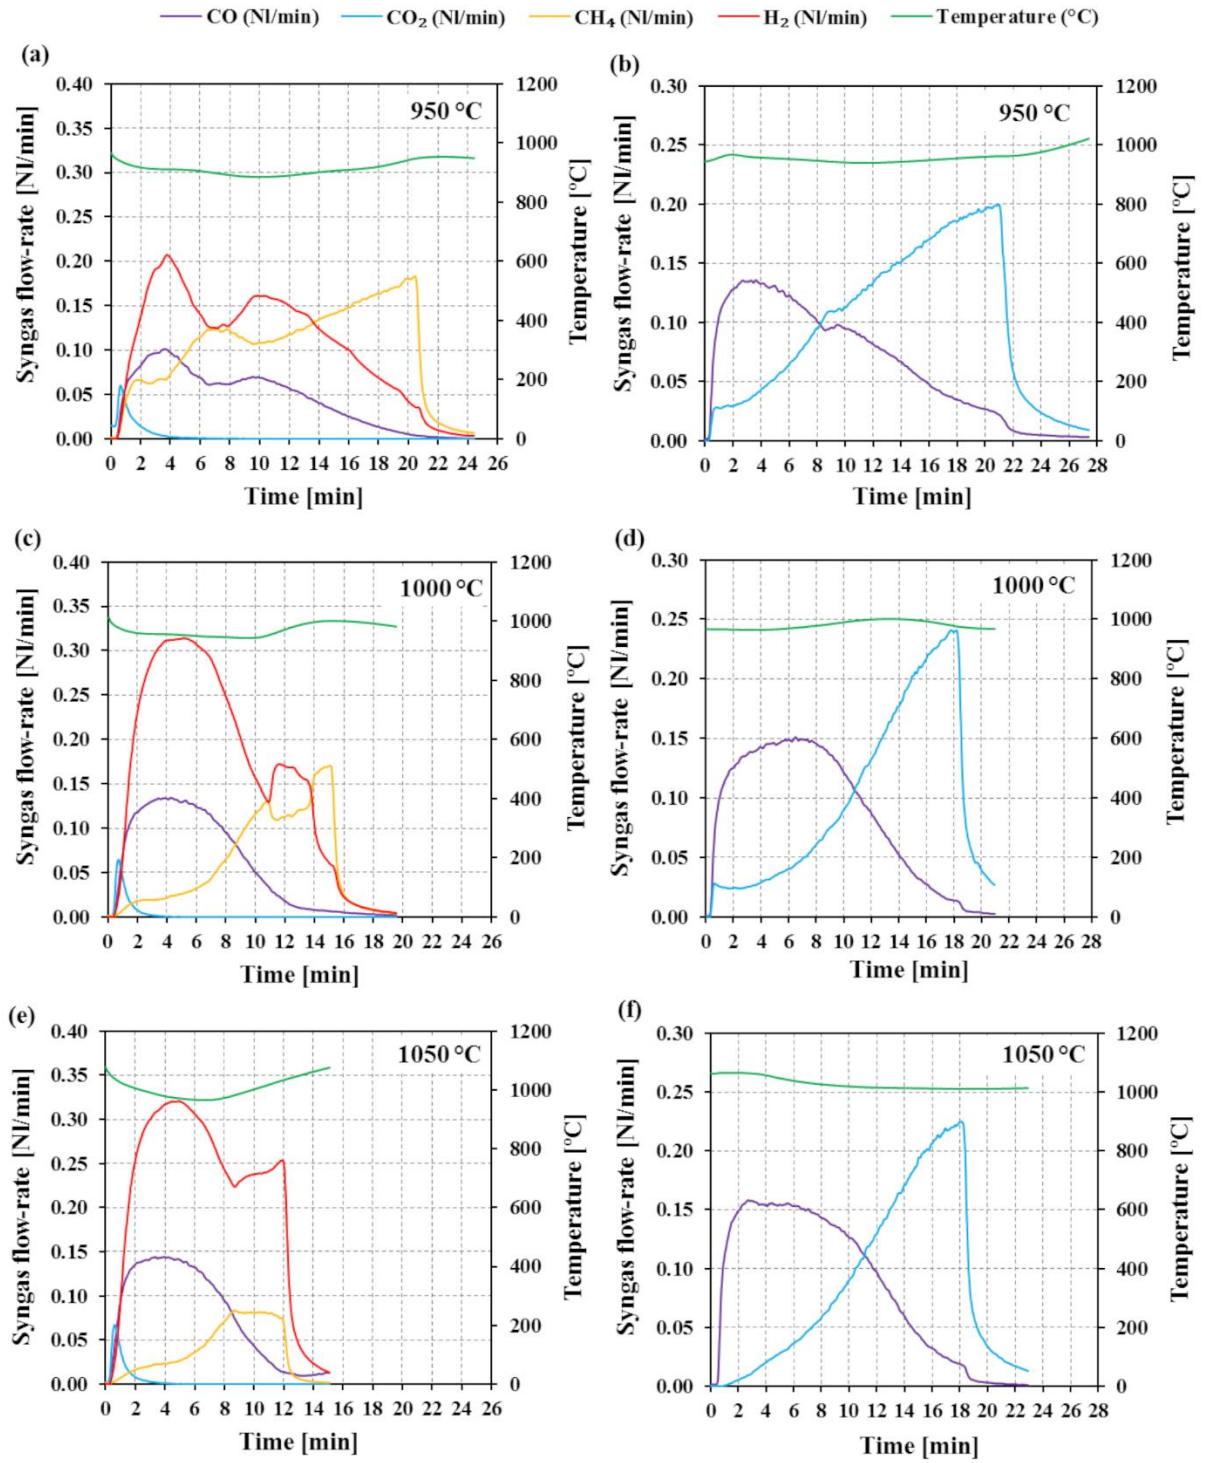 CO (Nl/min) CO₂ (Nl/min) CH₄ (Nl/min) H₂ (Nl/min) Temperature (°C)
(a)
950 °C
Syngas flow-rate [Nl/min]
0.40
0.35
0.30
0.25
0.20
0.15
0.10
0.05
0.00
1200
1000
800
600
400
200
0
Temperature [°C]
0 2 4 6 8 10 12 14 16 18 20 22 24 26
Time [min]
(b)
950 °C
Syngas flow-rate [Nl/min]
0.30
0.25
0.20
0.15
0.10
0.05
0.00
1200
1000
800
600
400
200
0
Temperature [°C]
0 2 4 6 8 10 12 14 16 18 20 22 24 26 28
Time [min]
(c)
1000 °C
Syngas flow-rate [Nl/min]
0.40
0.35
0.30
0.25
0.20
0.15
0.10
0.05
0.00
1200
1000
800
600
400
200
0
Temperature [°C]
0 2 4 6 8 10 12 14 16 18 20 22 24 26
Time [min]
(d)
1000 °C
Syngas flow-rate [Nl/min]
0.30
0.25
0.20
0.15
0.10
0.05
0.00
1200
1000
800
600
400
200
0
Temperature [°C]
0 2 4 6 8 10 12 14 16 18 20 22 24 26 28
Time [min]
(e)
1050 °C
Syngas flow-rate [Nl/min]
0.40
0.35
0.30
0.25
0.20
0.15
0.10
0.05
0.00
1200
1000
800
600
400
200
0
Temperature [°C]
0 2 4 6 8 10 12 14 16 18 20 22 24 26
Time [min]
(f)
1050 °C
Syngas flow-rate [Nl/min]
0.30
0.25
0.20
0.15
0.10
0.05
0.00
1200
1000
800
600
400
200
0
Temperature [°C]
0 2 4 6 8 10 12 14 16 18 20 22 24 26 28
Time [min]